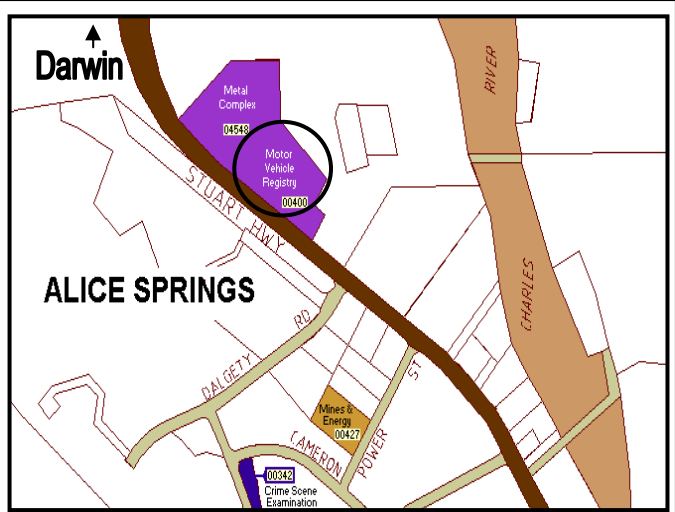 Darwin
Metal
Complex
04548
Motor
Vehicle
Registry
00400
STUART HWY
RIVER
CHARLES
ALICE SPRINGS
DALGETY RD
Mines &
Energy
00427
CAMERON
POWER ST
00342
Crime Scene
Examination